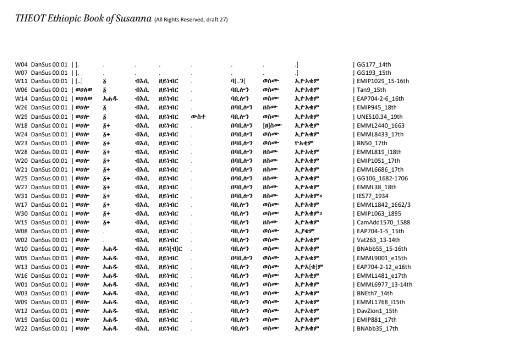 THEOT Ethiopic Book of Susanna (All Rights Reserved, draft 27)
W04 DanSus 00:01 | [. . . . . . . .] | GG177_14th
W07 DanSus 00:01 | [. . . . . . . .] | GG193_15th
W11 DanSus 00:01 | [. ፩ ብእሲ ዘይነብር . ባ[..ን] ወስሙ ኢዮአቄም | EMIP1029_15-16th
W06 DanSus 00:01 | ወሀለወ ፩ ብእሲ ዘይነብር . ባቢሎን ወስሙ ኢዮአቄም | Tan9_15th
W14 DanSus 00:01 | ወሀለወ አሐዱ ብእሲ ዘይነብር . ባቢሎን ወስሙ ኢዮአቄም | EAP704-2-6_16th
W26 DanSus 00:01 | ወሀሎ ፩ ብእሲ ዘይነብር . በባቢሎን ዘስሙ ኢዮአቄም | EMIP945_18th
W29 DanSus 00:01 | ወሀሎ ፩ ብእሲ ዘይነብር ውስተ ባቢሎን ወስሙ ኢዮአቄም | UNES10.34_19th
W18 DanSus 00:01 | ወሀሎ ፩ ብእሲ ዘይነብር . በባቢሎን [ዘ]ስሙ ኢዮአቄም | EMML2440_1663
W24 DanSus 00:01 | ወሀሎ ፩ ብእሲ ዘይነብር . በባቢሎን ወስሙ ኢዮአቄም | EMML8433_17th
W23 DanSus 00:01 | ወሀሎ ፩ ብእሲ ዘይነብር . በባቢሎን ዘስሙ | BN50_17th
W28 DanSus 00:01 | ወሀሎ ፩ ብእሲ ዘይነብር . በባቢሎን ዘስሙ ኢዮአቄም | EMML819_l18th
W20 DanSus 00:01 | ወሀሎ ፩ ብእሲ ዘይነብር . በባቢሎን ዘስሙ ኢዮአቄም | EMIP1051_17th
W21 DanSus 00:01 | ወሀሎ ፩ ብእሲ ዘይነብር . በባቢሎን ዘስሙ ኢዮአቄም | EMML6686_17th
W25 DanSus 00:01 | ወሀሎ ፩ ብእሲ ዘይነብር . በባቢሎን ዘስሙ ኢዮአቄም | GG106_1682-1706
W27 DanSus 00:01 | ወሀሎ ፩ ብእሲ ዘይነብር . በባቢሎን ዘስሙ ኢዮአቄም | EMML38_18th
W31 DanSus 00:01 | ወሀሎ ፩ ብእሲ ዘይነብር . በባቢሎን ዘስሙ ኢዮአቄም | IES77_1934
W17 DanSus 00:01 | ወሀሎ ፩ ብእሲ ዘይነብር . ባቢሎን ወስሙ ኢዮአቄም | EMML1842_1662/3
W30 DanSus 00:01 | ወሀሎ ፩ ብእሲ ዘይነብር . ባቢሎን ወስሙ ኢዮአቄም | EMIP1063_1895
W15 DanSus 00:01 | ወሀሎ ፩ ብእሲ ዘይነብር . ባቢሎን ዘስሙ ኢዮአቄም | CamAdd1570_1588
W08 DanSus 00:01 | ወሀሎ . ብእሲ ዘይነብር . ባቢሎን ወስሙ | EAP704-1-5_15th
W02 DanSus 00:01 | ወሀሎ . ብእሲ ዘይነብር . ባቢሎን ወስሙ ኢዮአቄም | Vat263_13-14th
W10 DanSus 00:01 | ወሀሎ አሐዱ ብእሲ ዘይነ[ብ]ር . ባቢሎን ወስሙ ኢዮአቄም | BNAbb55_15-16th
W05 DanSus 00:01 | ወሀሎ አሐዱ ብእሲ ዘይነብር . በባቢሎን ወስሙ ኢዮአቄም | EMML9001_e15th
W13 DanSus 00:01 | ወሀሎ አሐዱ ብእሲ ዘይነብር . ባቢሎን ወስሙ ኢዮአ[ቄ]ም | EAP704-2-12_e16th
W16 DanSus 00:01 | ወሀሎ አሐዱ ብእሲ ዘይነብር . ባቢሎን ወስሙ ኢዮአቄም | EMML1481_e17th
W01 DanSus 00:01 | ወሀሎ አሐዱ ብእሲ ዘይነብር . ባቢሎን ወስሙ ኢዮአቄም | EMML6977_13-14th
W03 DanSus 00:01 | ወሀሎ አሐዱ ብእሲ ዘይነብር . ባቢሎን ወስሙ ኢዮአቄም | BNEth7_14th
W09 DanSus 00:01 | ወሀሎ አሐዱ ብእሲ ዘይነብር . ባቢሎን ወስሙ ኢዮአቄም | EMML1768_l15th
W12 DanSus 00:01 | ወሀሎ አሐዱ ብእሲ ዘይነብር . ባቢሎን ወስሙ ኢዮአቄም | DavZion1_15th
W19 DanSus 00:01 | ወሀሎ አሐዱ ብእሲ ዘይነብር . ባቢሎን ወስሙ ኢዮአቄም | EMIP881_17th
W22 DanSus 00:01 | ወሀሎ አሐዱ ብእሲ ዘይነብር . ባቢሎን ወስሙ ኢዮአቄም | BNAbb35_17th